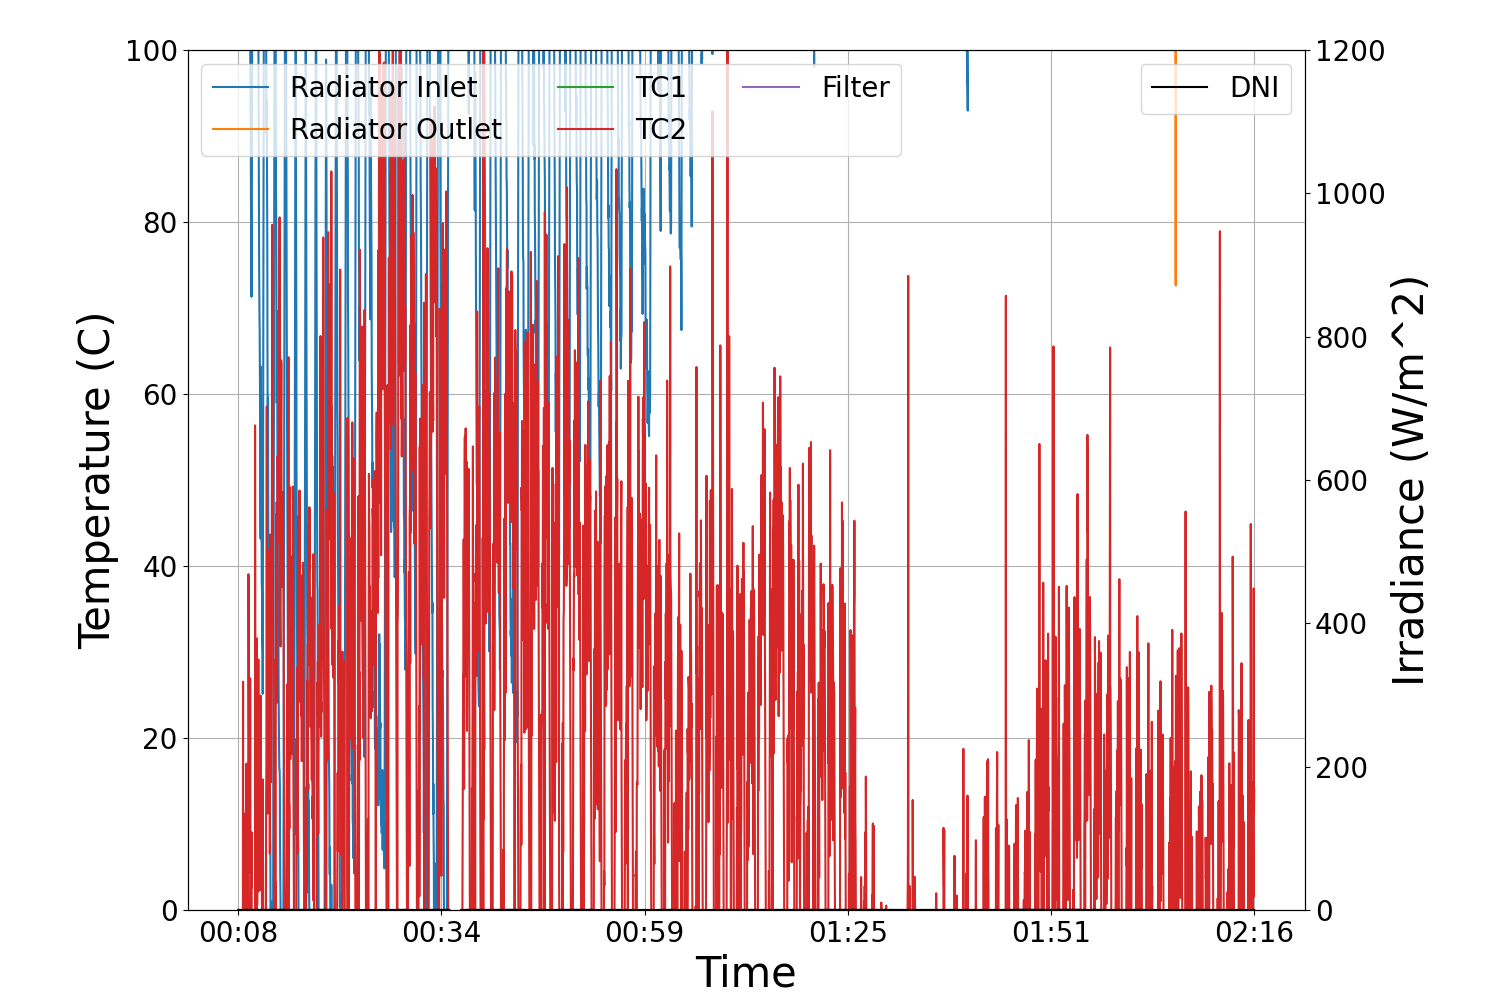 100
80
60
40
20
0
Temperature (C)
Radiator Inlet
Radiator Outlet
TC1
TC2
Filter
DNI
1200
1000
800
600
400
200
0
Irradiance (W/m^2)
00:08
00:34
00:59
01:25
01:51
02:16
Time